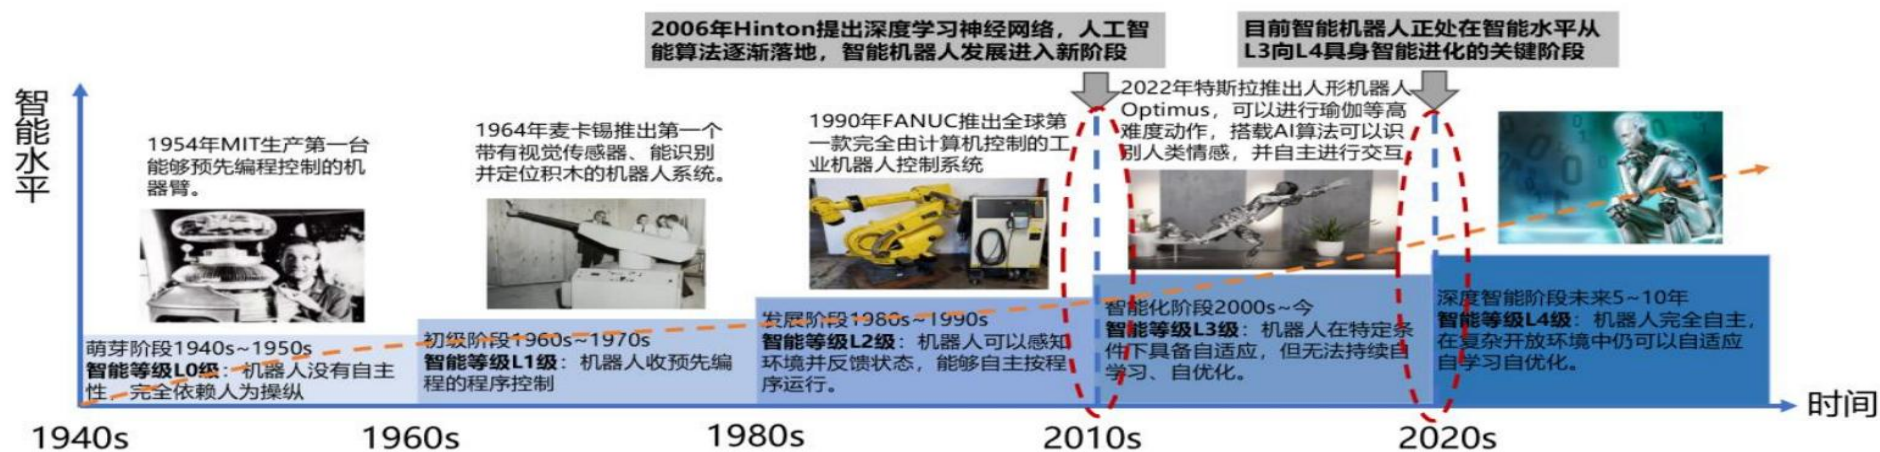 2006年Hinton提出深度学习神经网络，人工智
能算法逐渐落地，智能机器人发展进入新阶段
目前智能机器人正处在智能水平从
L3向L4具身智能进化的关键阶段
智能水平
1954年MIT生产第一台
能够预先编程控制的机
器臂。
1964年麦卡锡推出第一个
带有视觉传感器、能识别
并定位积木的机器人系统。
1990年FANUC推出全球第
一款完全由计算机控制的工
业机器人控制系统
2022年特斯拉推出人形机器人
Optimus，可以进行瑜伽等高
难度动作，搭载AI算法可以识
别人类情感，并自主进行交互。
萌芽阶段1940s~1950s
智能等级L0级：机器人没有自主
性，完全依赖人为操纵
初级阶段1960s~1970s
智能等级L1级：机器人收预先编
程的程序控制
发展阶段1980s~1990s
智能等级L2级：机器人可以感知
环境并反馈状态，能够自主按程
序运行。
智能化阶段2000s~今
智能等级L3级：机器人在特定条
件下具备自适应，但无法持续自
学习、自优化。
深度智能阶段未来5~10年
智能等级L4级：机器人完全自主，
在复杂开放环境中仍可以自适应
自学习自优化。
时间
1940s
1960s
1980s
2010s
2020s